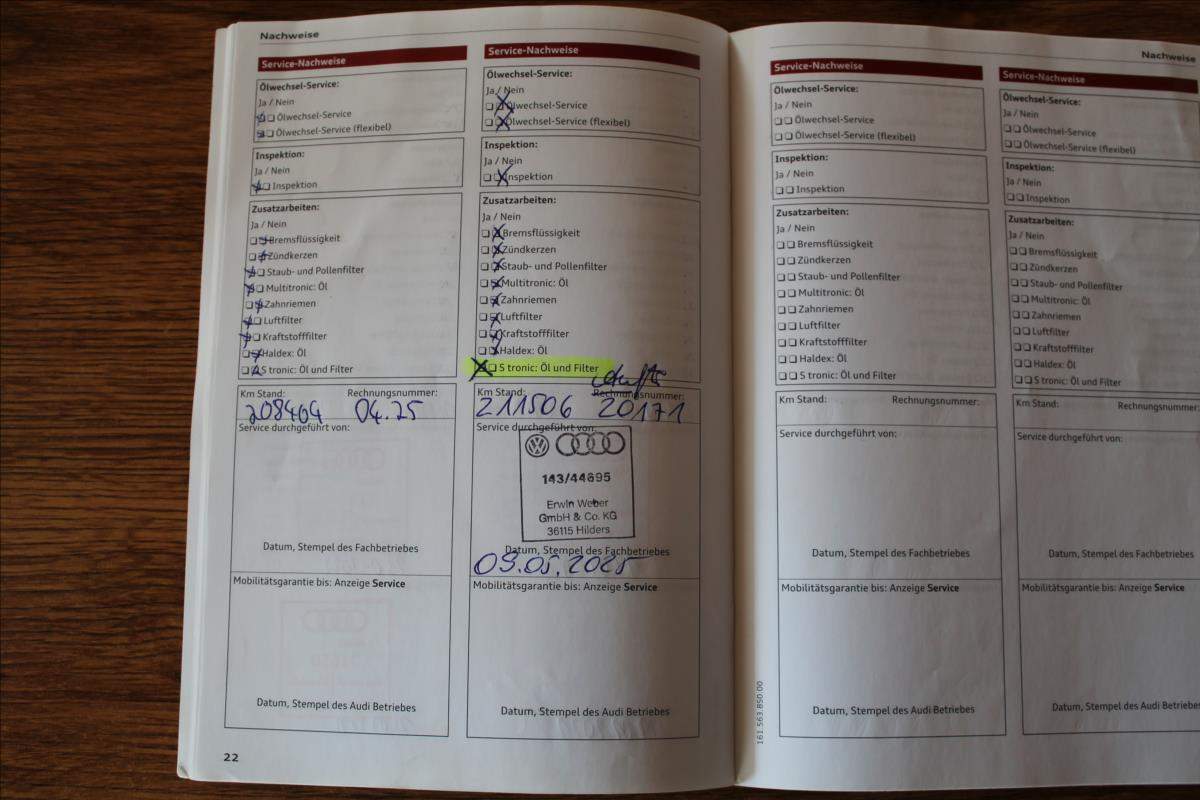 Nachweise
Service-Nachweise
Ölwechsel-Service:
Ja / Nein
Ölwechsel-Service
Ölwechsel-Service (flexibel)
Inspektion:
Ja / Nein
Inspektion
Zusatzarbeiten:
Ja / Nein
Bremsflüssigkeit
Zündkerzen
Staub- und Pollenfilter
Multitronic: Öl
Zahnriemen
Luftfilter
Kraftstofffilter
Haldex: Öl
S tronic: Öl und Filter
Km Stand: Rechnungsnummer:
208464 04.25
Service durchgeführt von:
Datum, Stempel des Fachbetriebes
Mobilitätsgarantie bis: Anzeige Service
Datum, Stempel des Audi Betriebes
22
Service-Nachweise
Ölwechsel-Service:
Ja / Nein
Ölwechsel-Service
Ölwechsel-Service (flexibel)
Inspektion:
Ja / Nein
Inspektion
Zusatzarbeiten:
Ja / Nein
Bremsflüssigkeit
Zündkerzen
Staub- und Pollenfilter
Multitronic: Öl
Zahnriemen
Luftfilter
Kraftstofffilter
Haldex: Öl
S tronic: Öl und Filter
Km Stand: Rechnungsnummer:
211506 20171
Service durchgeführt von:
143/44695
Erwin Weber
GmbH & Co. KG
36115 Hilders
Datum, Stempel des Fachbetriebes
09.05.2025
Mobilitätsgarantie bis: Anzeige Service
Datum, Stempel des Audi Betriebes
Service-Nachweise
Ölwechsel-Service:
Ja / Nein
Ölwechsel-Service
Ölwechsel-Service (flexibel)
Inspektion:
Ja / Nein
Inspektion
Zusatzarbeiten:
Ja / Nein
Bremsflüssigkeit
Zündkerzen
Staub- und Pollenfilter
Multitronic: Öl
Zahnriemen
Luftfilter
Kraftstofffilter
Haldex: Öl
S tronic: Öl und Filter
Km Stand: Rechnungsnummer:
Service durchgeführt von:
Datum, Stempel des Fachbetriebes
Mobilitätsgarantie bis: Anzeige Service
Datum, Stempel des Audi Betriebes
161.563.850.00
Nachweise
Service-Nachweise
Ölwechsel-Service:
Ja / Nein
Ölwechsel-Service
Ölwechsel-Service (flexibel)
Inspektion:
Ja / Nein
Inspektion
Zusatzarbeiten:
Ja / Nein
Bremsflüssigkeit
Zündkerzen
Staub- und Pollenfilter
Multitronic: Öl
Zahnriemen
Luftfilter
Kraftstofffilter
Haldex: Öl
S tronic: Öl und Filter
Km Stand: Rechnungsnummer:
Service durchgeführt von:
Datum, Stempel des Fachbetriebes
Mobilitätsgarantie bis: Anzeige Service
Datum, Stempel des Audi Betriebes